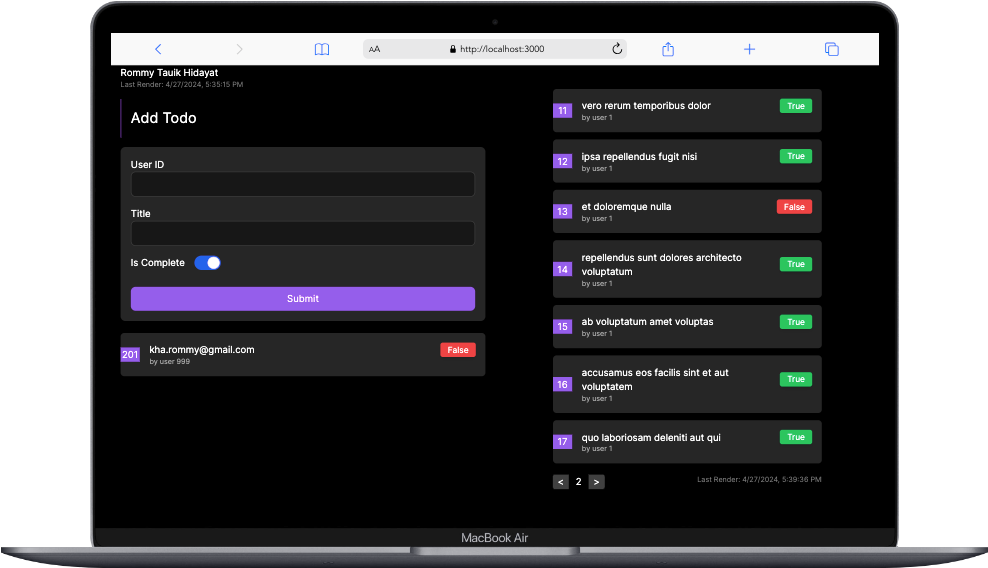 AA
http://localhost:3000
Rommy Tauik Hidayat
Last Render: 4/27/2024, 5:35:15 PM
Add Todo
User ID
Title
Is Complete
Submit
201
kha.rommy@gmail.com
by user 999
False
11
vero rerum temporibus dolor
by user 1
True
12
ipsa repellendus fugit nisi
by user 1
True
13
et doloremque nulla
by user 1
False
14
repellendus sunt dolores architecto
voluptatum
by user 1
True
15
ab voluptatum amet voluptas
by user 1
True
16
accusamus eos facilis sint et aut
voluptatem
by user 1
True
17
quo laboriosam deleniti aut qui
by user 1
True
< 2 >
Last Render: 4/27/2024, 5:39:36 PM
MacBook Air